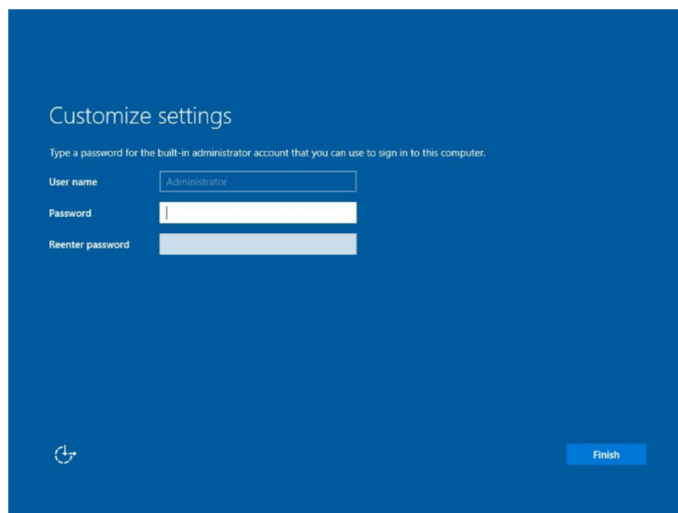 Customize settings
Type a password for the built-in administrator account that you can use to sign in to this computer.
User name
Administrator
Password
Reenter password
Finish